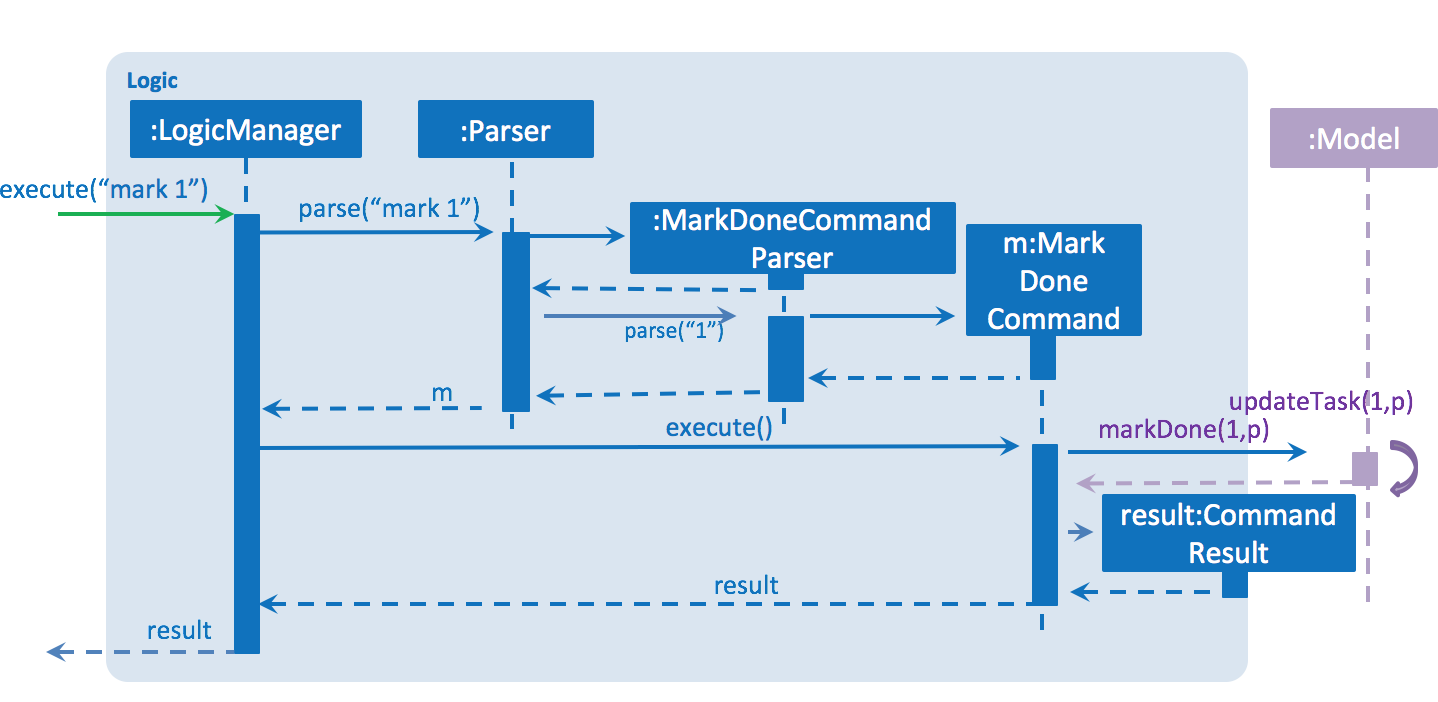 Logic
:LogicManager
:Parser
:Model
execute(“mark 1”)
parse(“mark 1”)
:MarkDoneCommand
Parser
m:Mark
Done
Command
parse(“1”)
m
updateTask(1,p)
execute()
markDone(1,p)
result:Command
Result
result
result